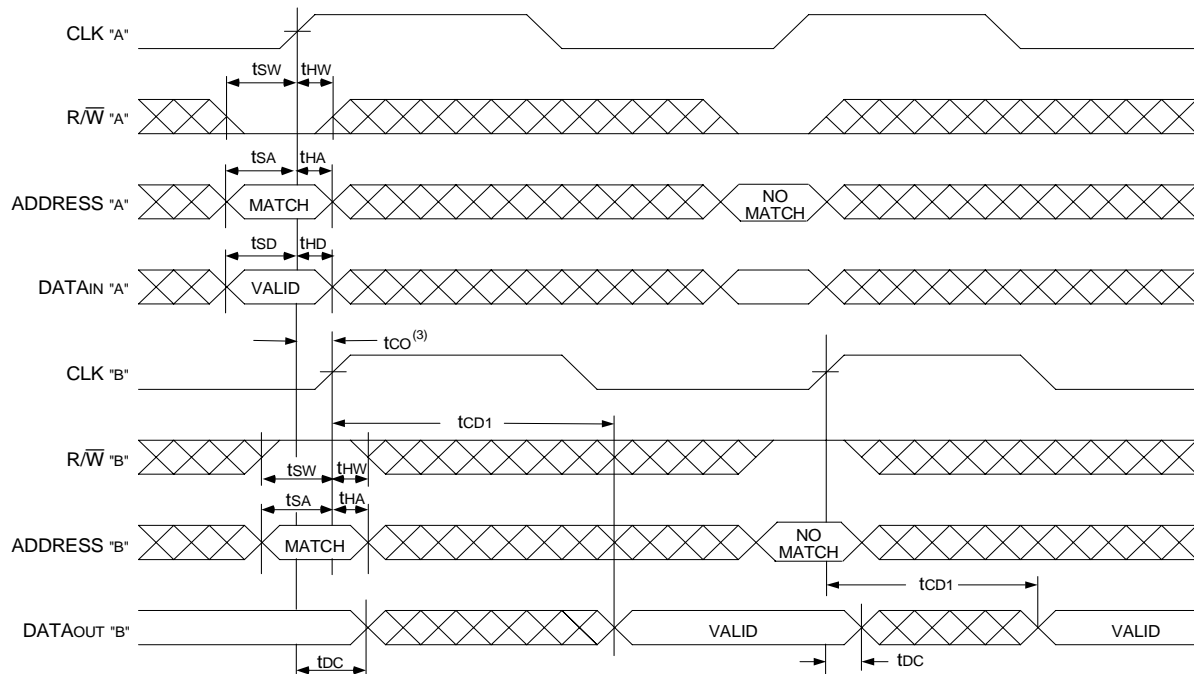 CLK "A"
tSW tHW
R/W̅ "A"
tSA tHA
ADDRESS "A" MATCH NO MATCH
tSD tHD
DATAIN "A" VALID
tCO(3)
CLK "B"
tCD1
R/W̅ "B"
tSW tHW
tSA tHA
ADDRESS "B" MATCH NO MATCH
tCD1
DATAOUT "B" VALID VALID
tDC tDC